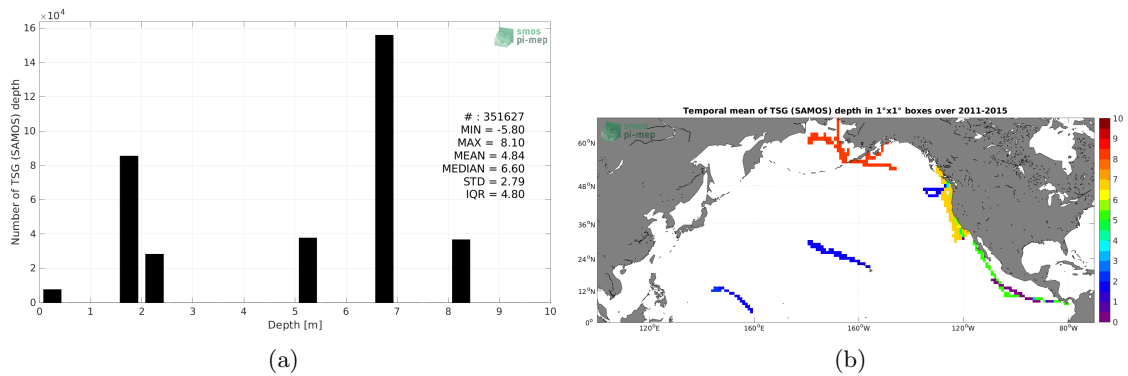 ×10⁴
16
14
12
10
8
6
4
2
0
Number of TSG (SAMOS) depth
0 1 2 3 4 5 6 7 8 9 10
Depth [m]
smos
pi-mep
# : 351627
MIN = -5.80
MAX = 8.10
MEAN = 4.84
MEDIAN = 6.60
STD = 2.79
IQR = 4.80
(a)
Temporal mean of TSG (SAMOS) depth in 1°x1° boxes over 2011-2015
smos
pi-mep
60°N
48°N
36°N
24°N
12°N
0°
120°E 160°E 160°W 120°W 80°W
10
9
8
7
6
5
4
3
2
1
0
(b)